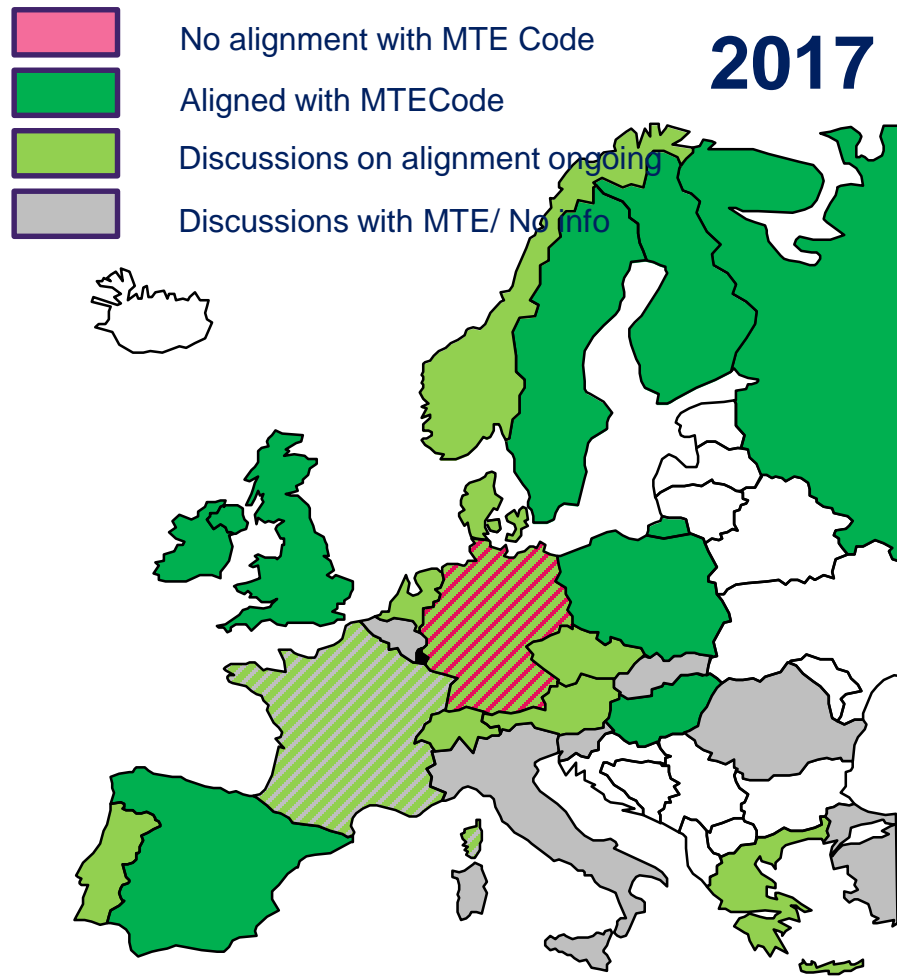 No alignment with MTE Code
2017
Aligned with MTECode
Discussions on alignment ongoing
Discussions with MTE/ No info